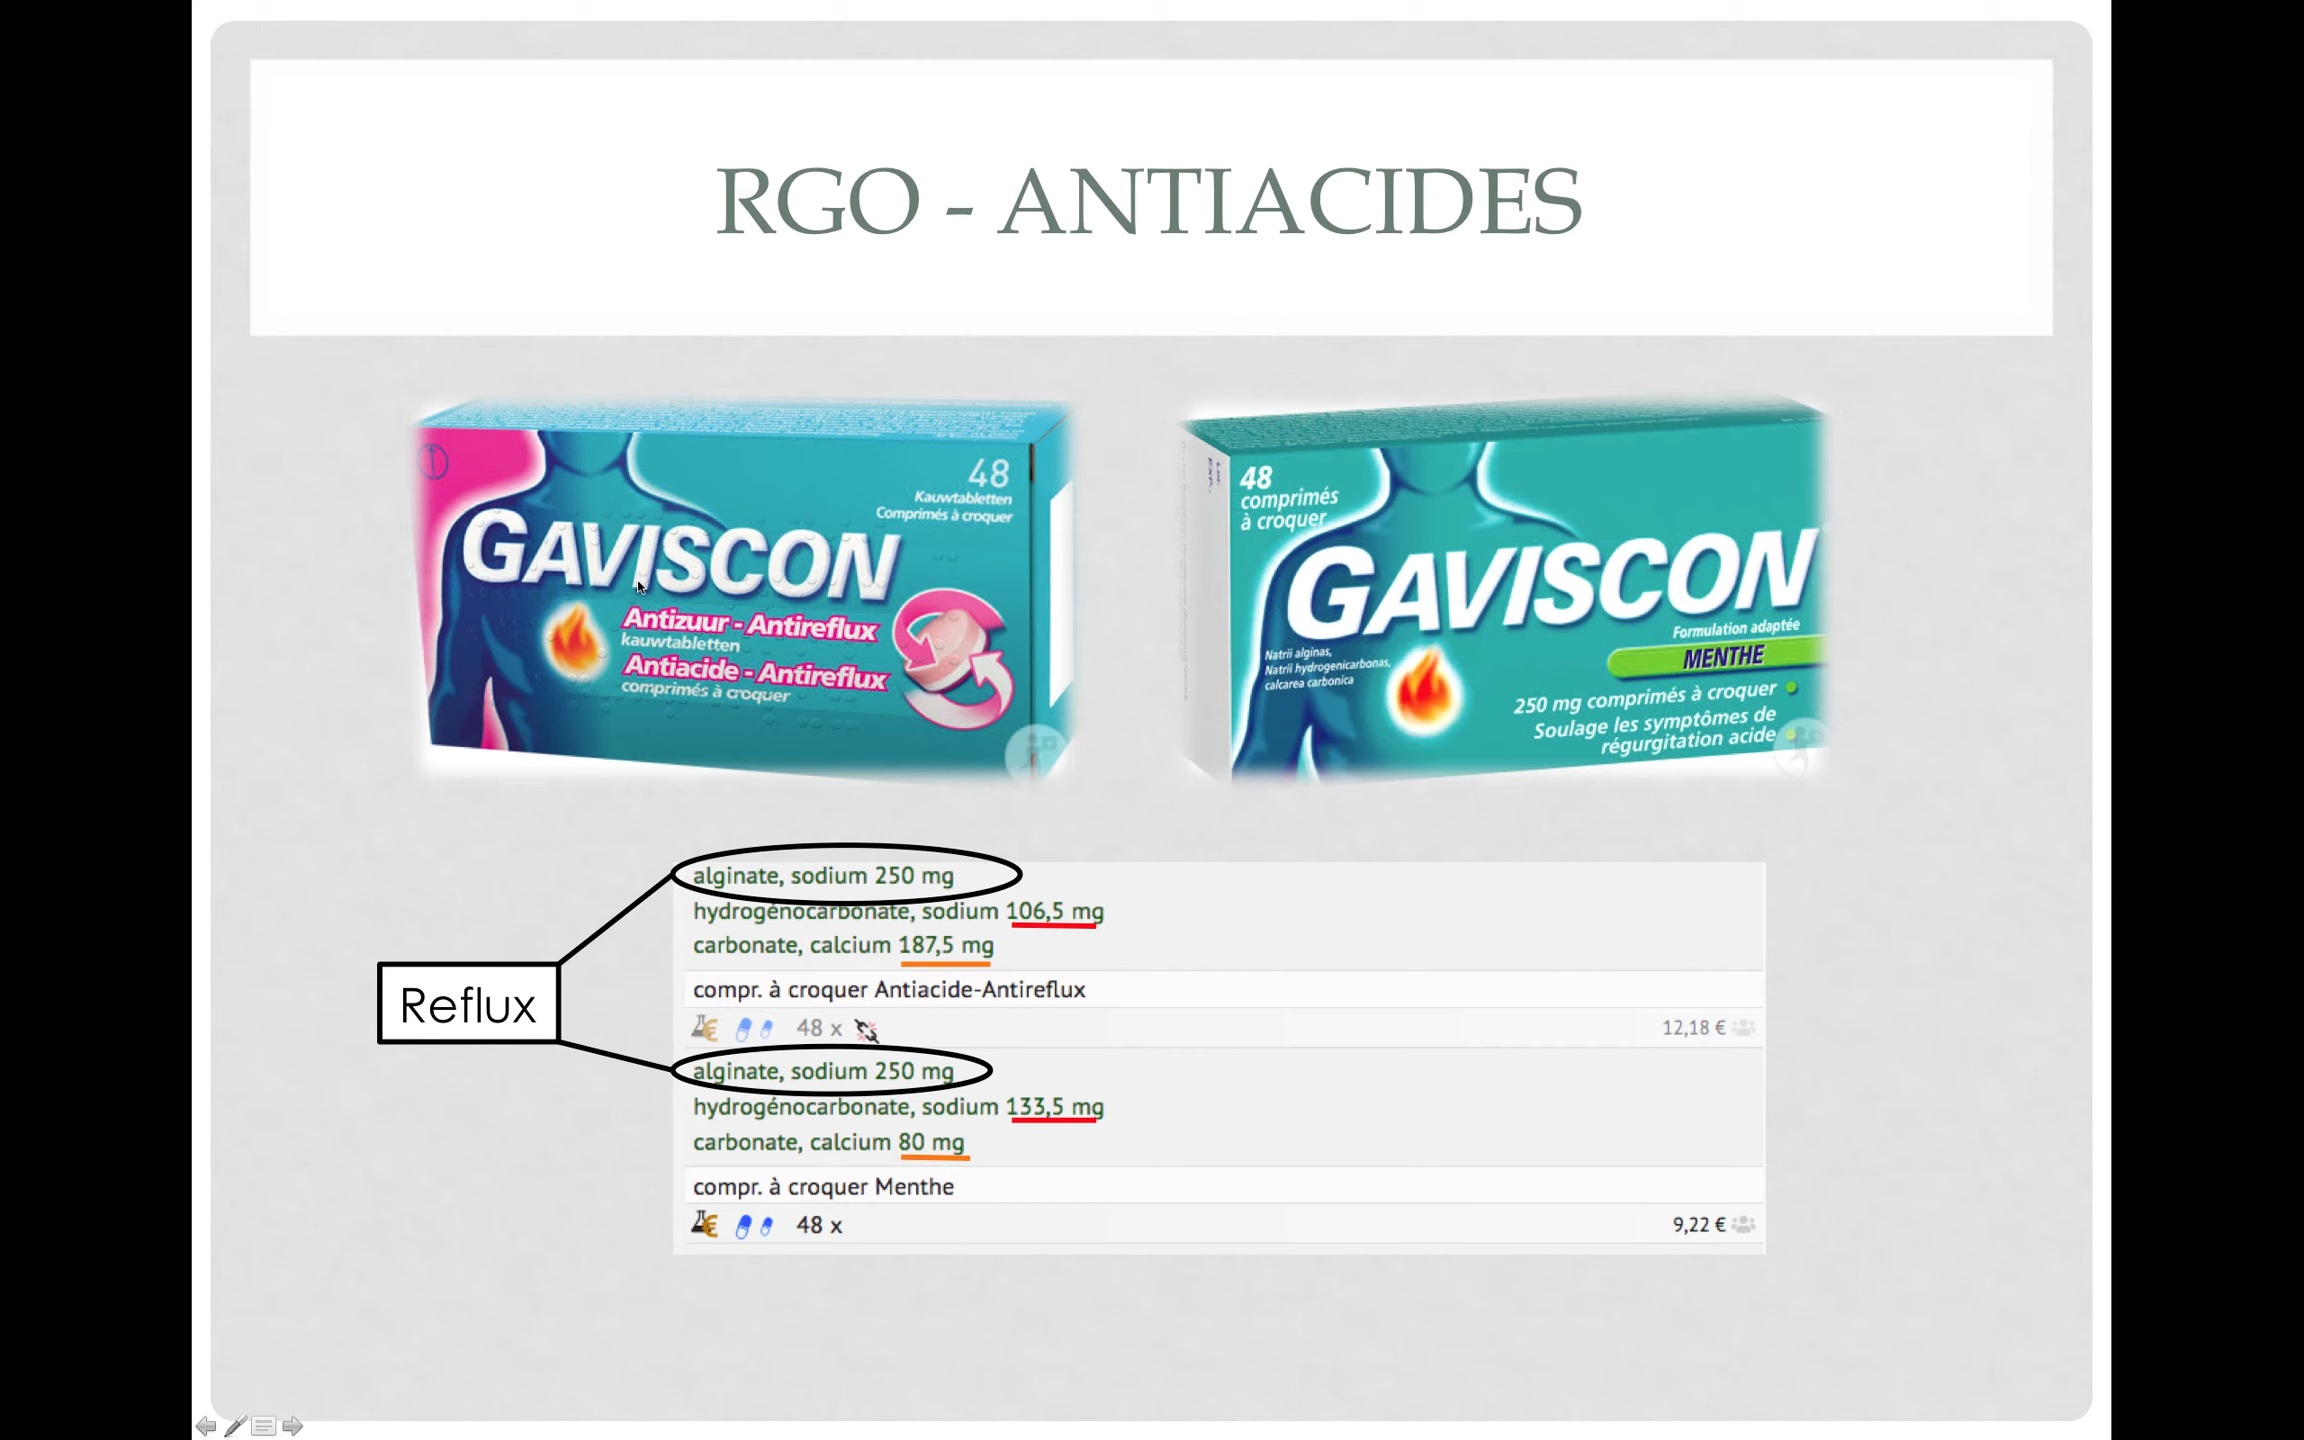 RGO - ANTIACIDES
48
Kauwtabletten
Comprimés à croquer
GAVISCON
Antizuur - Antireflux
kauwtabletten
Antiacide - Antireflux
comprimés à croquer
48
comprimés
à croquer
GAVISCON
Formulation adaptée
MENTHE
Natrii alginas,
Natrii hydrogenicarbonas,
calcarea carbonica
250 mg comprimés à croquer
Soulage les symptômes de
régurgitation acide
Reflux
alginate, sodium 250 mg
hydrogénocarbonate, sodium 106,5 mg
carbonate, calcium 187,5 mg
compr. à croquer Antiacide-Antireflux
48 x 12,18 €
alginate, sodium 250 mg
hydrogénocarbonate, sodium 133,5 mg
carbonate, calcium 80 mg
compr. à croquer Menthe
48 x 9,22 €